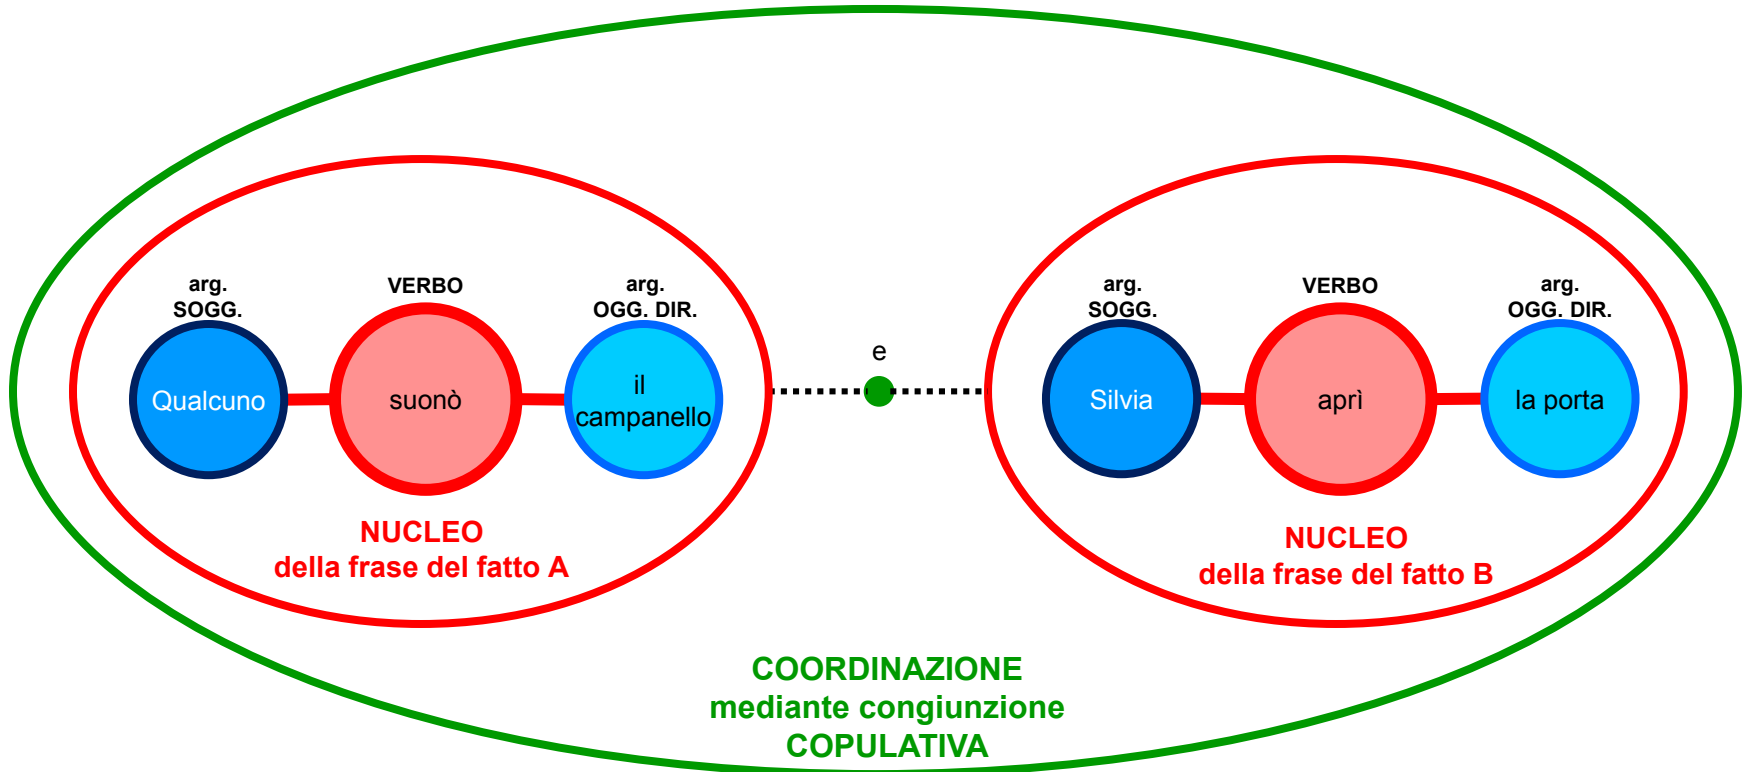 arg.
SOGG.
VERBO
arg.
OGG. DIR.
Qualcuno
suonò
il
campanello
NUCLEO
della frase del fatto A
e
arg.
SOGG.
VERBO
arg.
OGG. DIR.
Silvia
aprì
la porta
NUCLEO
della frase del fatto B
COORDINAZIONE
mediante congiunzione
COPULATIVA